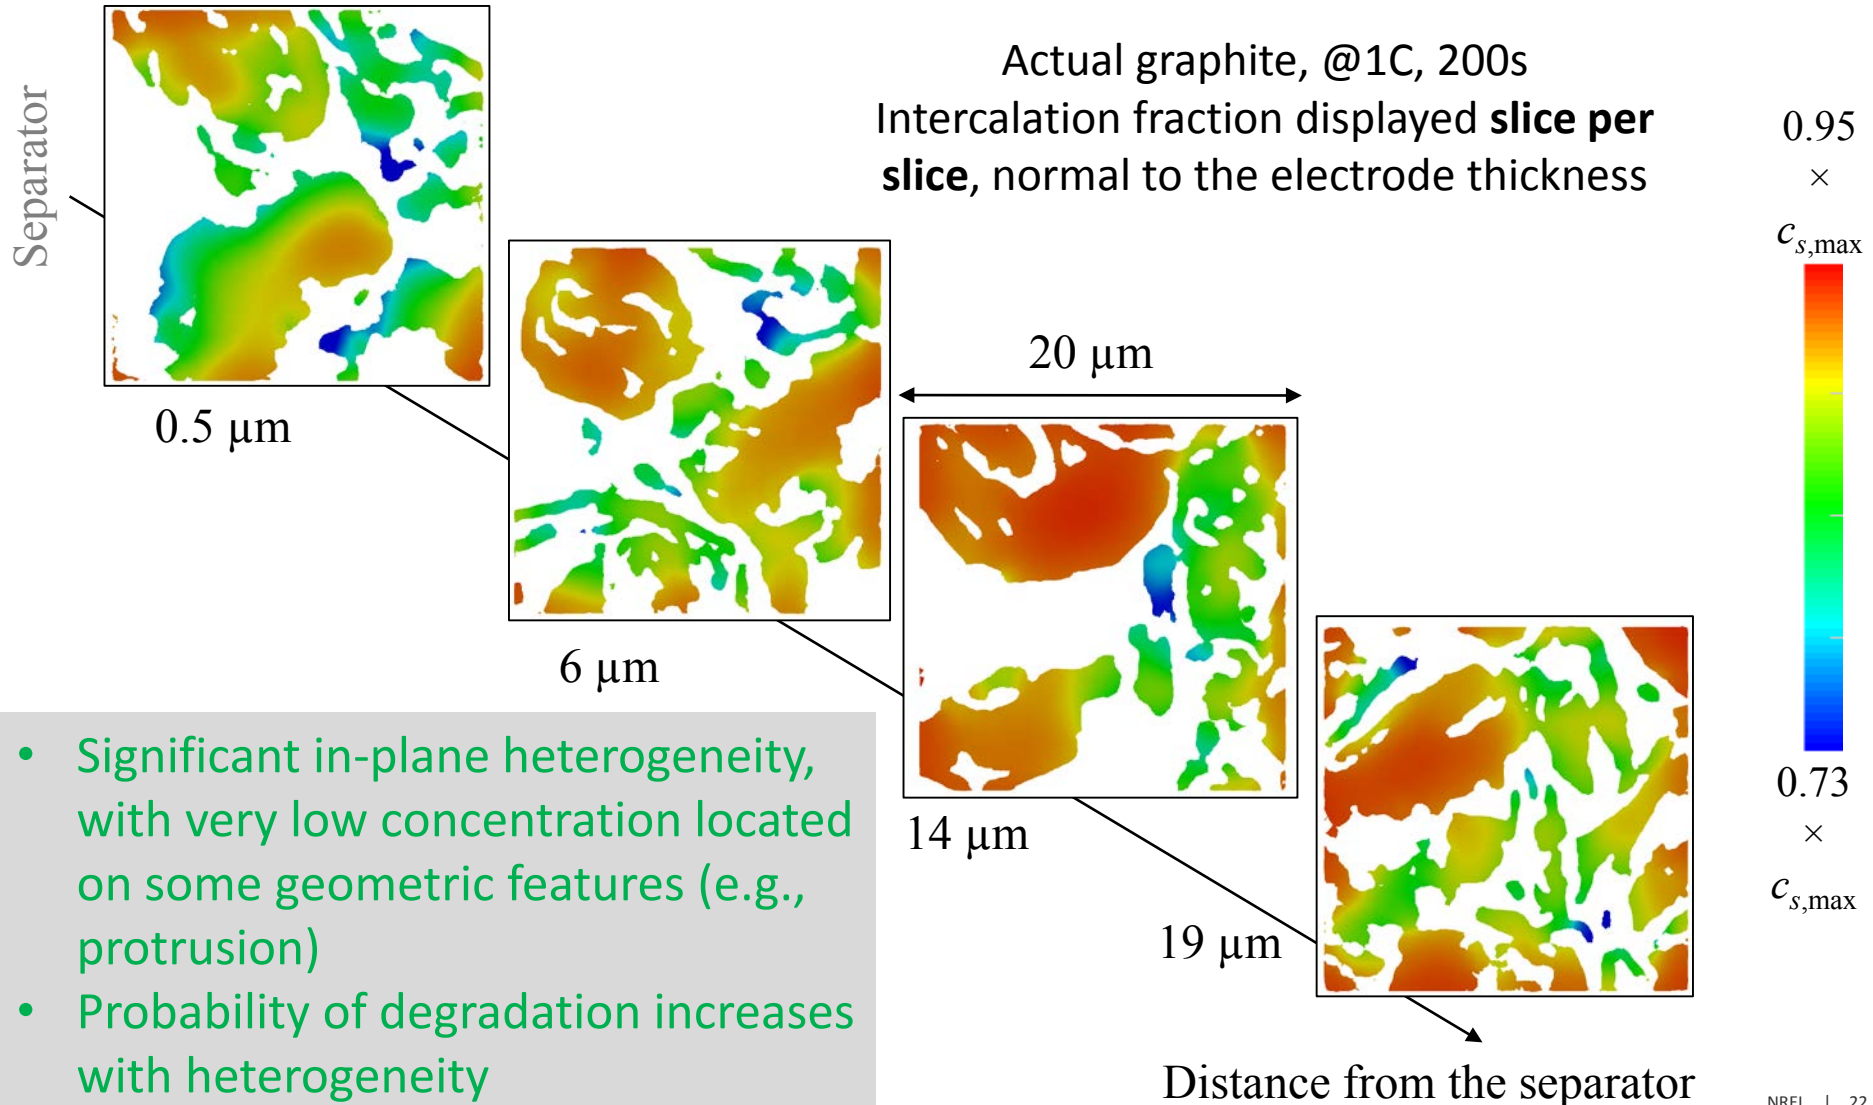 Separator
Actual graphite, @1C, 200s
Intercalation fraction displayed slice per
slice, normal to the electrode thickness
0.95
×
c_s,max
0.5 µm
20 µm
6 µm
14 µm
19 µm
0.73
×
c_s,max
• Significant in-plane heterogeneity,
with very low concentration located
on some geometric features (e.g.,
protrusion)
• Probability of degradation increases
with heterogeneity
Distance from the separator
NREL | 22